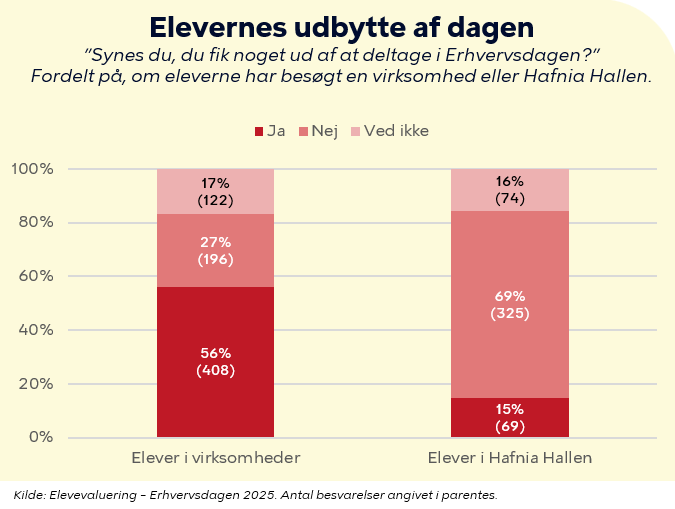 Elevernes udbytte af dagen
”Synes du, du fik noget ud af at deltage i Erhvervsdagen?”
Fordelt på, om eleverne har besøgt en virksomhed eller Hafnia Hallen.
Ja Nej Ved ikke
100%
80%
60%
40%
20%
0%
17%
(122)
27%
(196)
56%
(408)
16%
(74)
69%
(325)
15%
(69)
Elever i virksomheder
Elever i Hafnia Hallen
Kilde: Elevevaluering – Erhvervsdagen 2025. Antal besvarelser angivet i parentes.